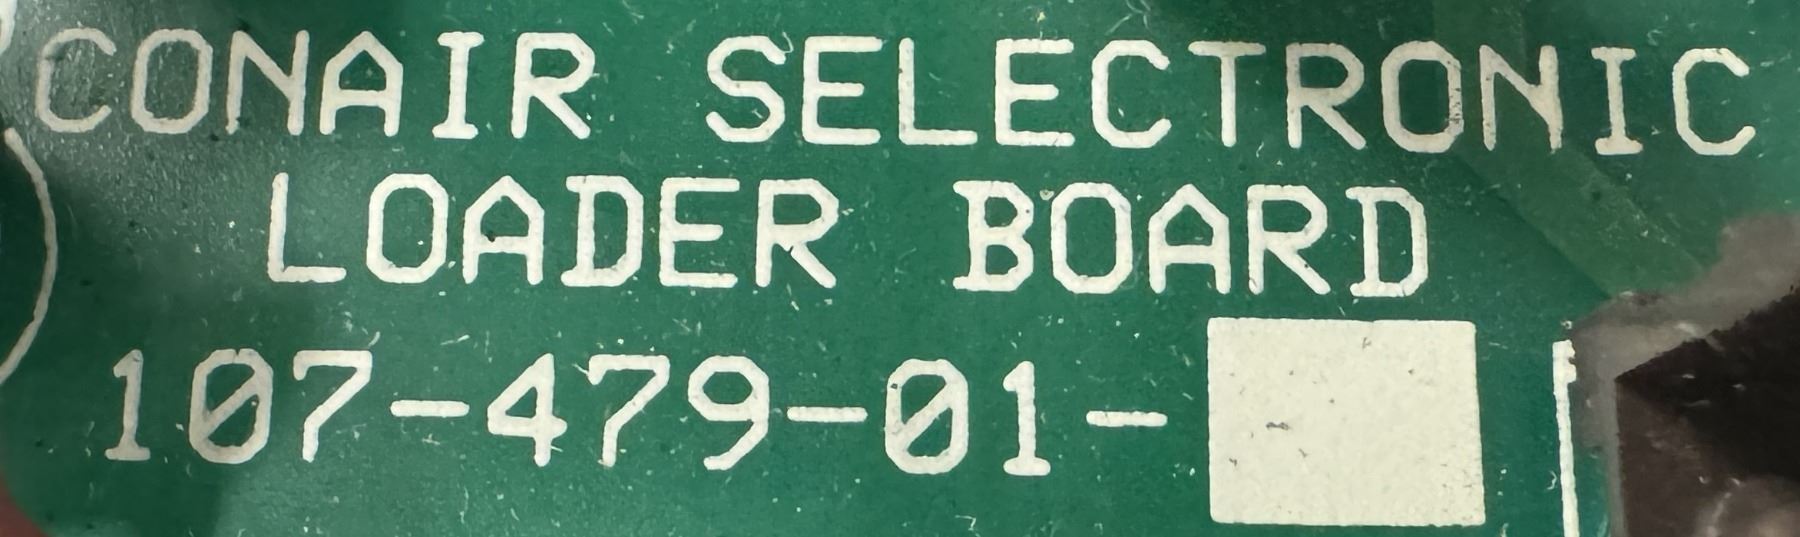 CONAIR SELECTRONIC
LOADER BOARD
107-479-01-